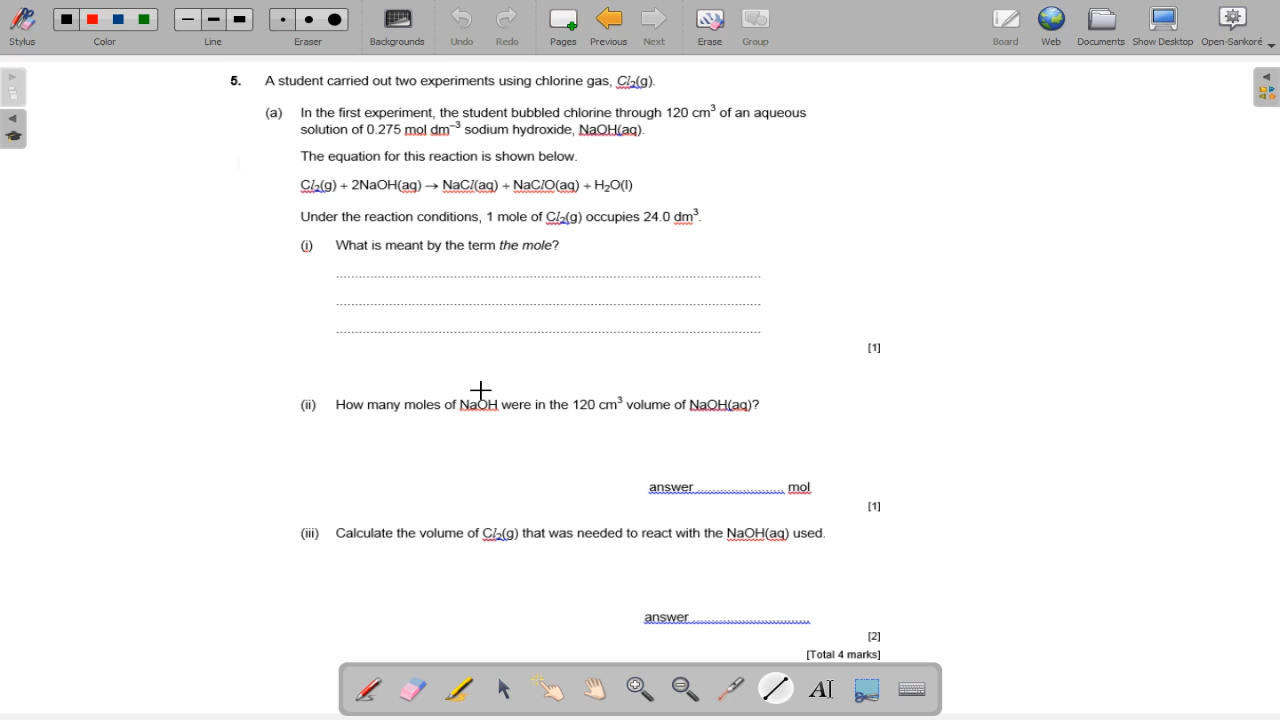 Stylus Color Line Eraser Backgrounds Undo Redo Pages Previous Next Erase Group Board Web Documents Show Desktop Open-Sankoré
5. A student carried out two experiments using chlorine gas, Cl₂(g).
(a) In the first experiment, the student bubbled chlorine through 120 cm³ of an aqueous
solution of 0.275 mol dm⁻³ sodium hydroxide, NaOH(aq).
The equation for this reaction is shown below.
Cl₂(g) + 2NaOH(aq) → NaCl(aq) + NaClO(aq) + H₂O(l)
Under the reaction conditions, 1 mole of Cl₂(g) occupies 24.0 dm³.
(i) What is meant by the term the mole?
[1]
(ii) How many moles of NaOH were in the 120 cm³ volume of NaOH(aq)?
answer ........................ mol
[1]
(iii) Calculate the volume of Cl₂(g) that was needed to react with the NaOH(aq) used.
answer ................................
[2]
[Total 4 marks]
AI